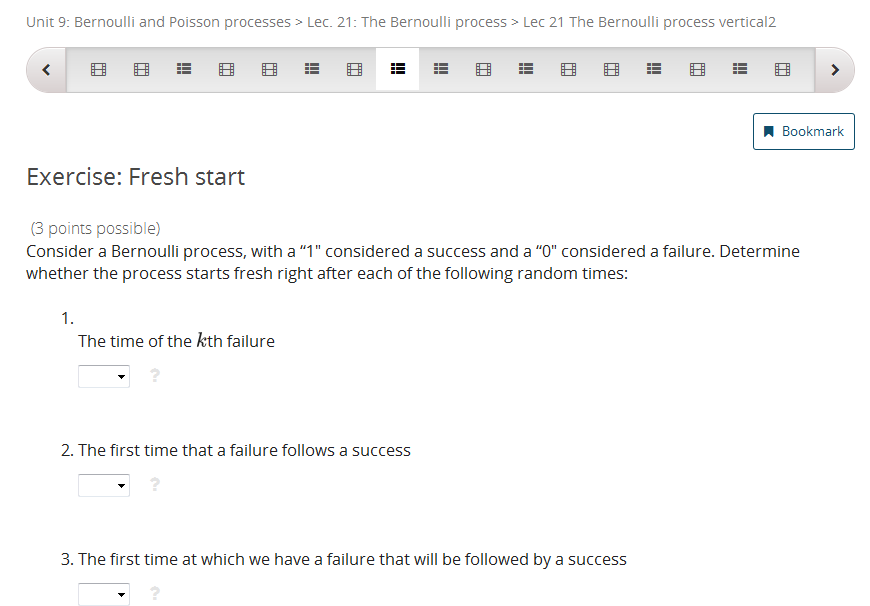 Unit 9: Bernoulli and Poisson processes > Lec. 21: The Bernoulli process > Lec 21 The Bernoulli process vertical2
Bookmark
Exercise: Fresh start
(3 points possible)
Consider a Bernoulli process, with a “1" considered a success and a “0" considered a failure. Determine
whether the process starts fresh right after each of the following random times:
1.
The time of the kth failure
?
2. The first time that a failure follows a success
?
3. The first time at which we have a failure that will be followed by a success
?